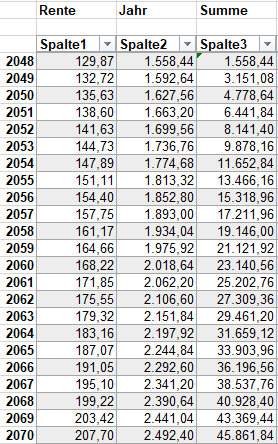 Rente Jahr Summe
Spalte1 Spalte2 Spalte3
2048 129,87 1.558,44 1.558,44
2049 132,72 1.592,64 3.151,08
2050 135,63 1.627,56 4.778,64
2051 138,60 1.663,20 6.441,84
2052 141,63 1.699,56 8.141,40
2053 144,73 1.736,76 9.878,16
2054 147,89 1.774,68 11.652,84
2055 151,11 1.813,32 13.466,16
2056 154,40 1.852,80 15.318,96
2057 157,75 1.893,00 17.211,96
2058 161,17 1.934,04 19.146,00
2059 164,66 1.975,92 21.121,92
2060 168,22 2.018,64 23.140,56
2061 171,85 2.062,20 25.202,76
2062 175,55 2.106,60 27.309,36
2063 179,32 2.151,84 29.461,20
2064 183,16 2.197,92 31.659,12
2065 187,07 2.244,84 33.903,96
2066 191,05 2.292,60 36.196,56
2067 195,10 2.341,20 38.537,76
2068 199,22 2.390,64 40.928,40
2069 203,42 2.441,04 43.369,44
2070 207,70 2.492,40 45.861,84